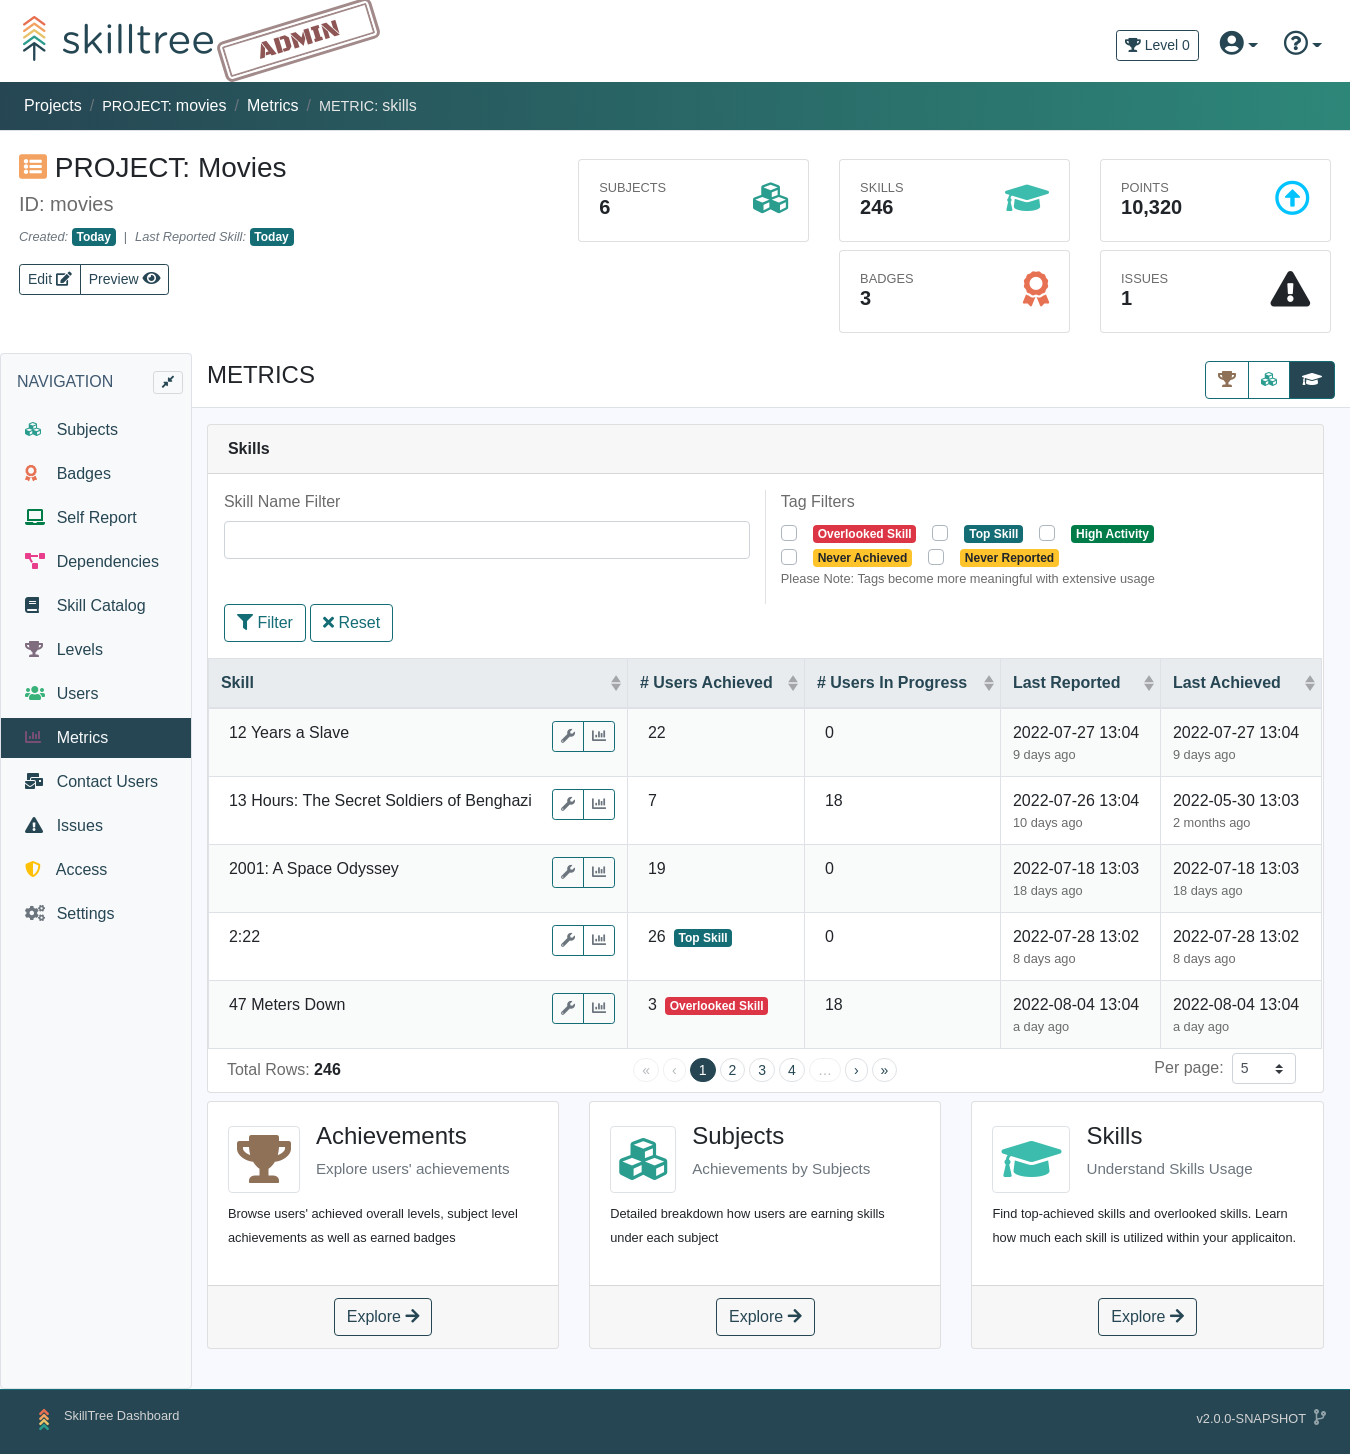 skilltree ADMIN
Level 0
Projects / PROJECT: movies / Metrics / METRIC: skills
PROJECT: Movies
ID: movies
Created: Today | Last Reported Skill: Today
Edit Preview
SUBJECTS
6
SKILLS
246
POINTS
10,320
BADGES
3
ISSUES
1
NAVIGATION
Subjects
Badges
Self Report
Dependencies
Skill Catalog
Levels
Users
Metrics
Contact Users
Issues
Access
Settings
METRICS
Skills
Skill Name Filter
Tag Filters
Overlooked Skill Top Skill High Activity
Never Achieved Never Reported
Please Note: Tags become more meaningful with extensive usage
Filter Reset
Skill # Users Achieved # Users In Progress Last Reported Last Achieved
12 Years a Slave 22 0 2022-07-27 13:04 2022-07-27 13:04
9 days ago 9 days ago
13 Hours: The Secret Soldiers of Benghazi 7 18 2022-07-26 13:04 2022-05-30 13:03
10 days ago 2 months ago
2001: A Space Odyssey 19 0 2022-07-18 13:03 2022-07-18 13:03
18 days ago 18 days ago
2:22 26 Top Skill 0 2022-07-28 13:02 2022-07-28 13:02
8 days ago 8 days ago
47 Meters Down 3 Overlooked Skill 18 2022-08-04 13:04 2022-08-04 13:04
a day ago a day ago
Total Rows: 246 « ‹ 1 2 3 4 … › » Per page: 5
Achievements
Explore users' achievements
Browse users' achieved overall levels, subject level
achievements as well as earned badges
Explore
Subjects
Achievements by Subjects
Detailed breakdown how users are earning skills
under each subject
Explore
Skills
Understand Skills Usage
Find top-achieved skills and overlooked skills. Learn
how much each skill is utilized within your applicaiton.
Explore
SkillTree Dashboard
v2.0.0-SNAPSHOT